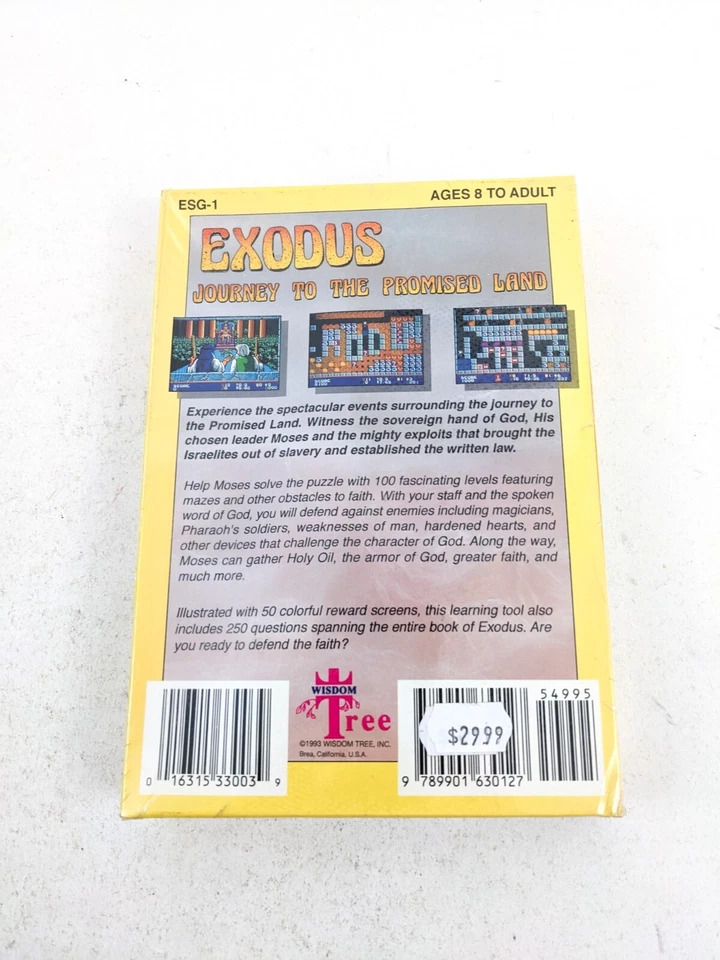 ESG-1
AGES 8 TO ADULT
EXODUS
JOURNEY TO THE PROMISED LAND
Experience the spectacular events surrounding the journey to
the Promised Land. Witness the sovereign hand of God, His
chosen leader Moses and the mighty exploits that brought the
Israelites out of slavery and established the written law.
Help Moses solve the puzzle with 100 fascinating levels featuring
mazes and other obstacles to faith. With your staff and the spoken
word of God, you will defend against enemies including magicians,
Pharaoh's soldiers, weaknesses of man, hardened hearts, and
other devices that challenge the character of God. Along the way,
Moses can gather Holy Oil, the armor of God, greater faith, and
much more.
Illustrated with 50 colorful reward screens, this learning tool also
includes 250 questions spanning the entire book of Exodus. Are
you ready to defend the faith?
WISDOM
Tree
©1993 WISDOM TREE, INC.
Brea, California, U.S.A.
0 16315 33003 9
54995
$29.99
9 789901 630127